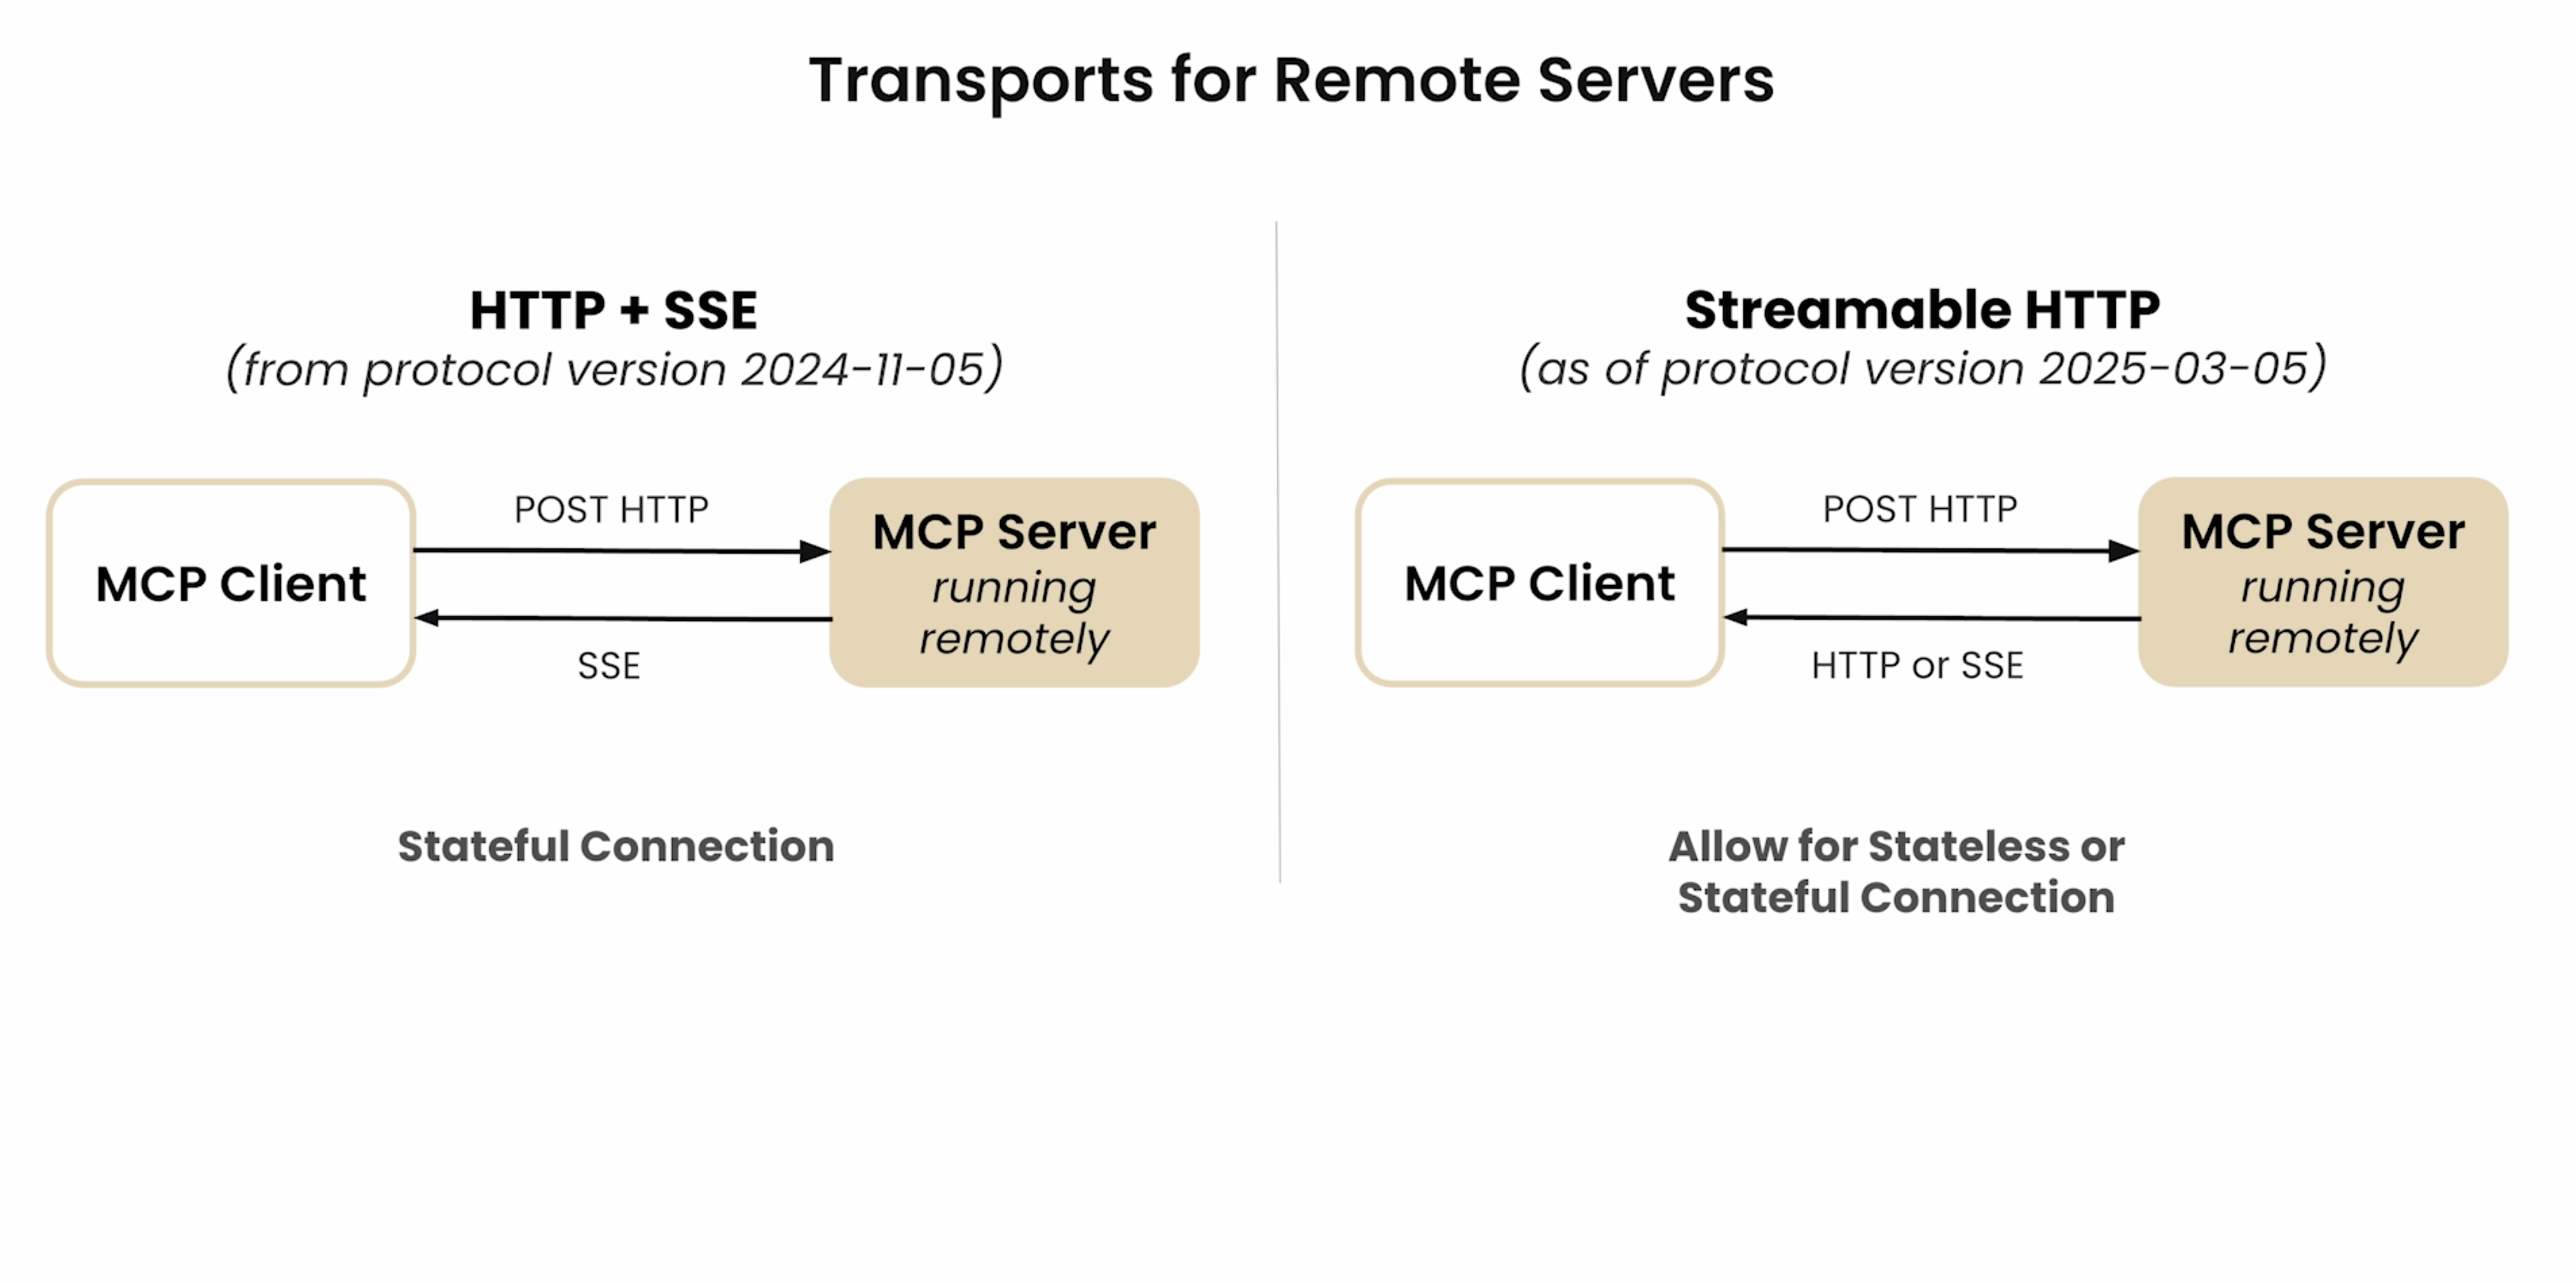 Transports for Remote Servers
HTTP + SSE
(from protocol version 2024-11-05)
MCP Client
POST HTTP
SSE
MCP Server
running
remotely
Stateful Connection
Streamable HTTP
(as of protocol version 2025-03-05)
MCP Client
POST HTTP
HTTP or SSE
MCP Server
running
remotely
Allow for Stateless or
Stateful Connection